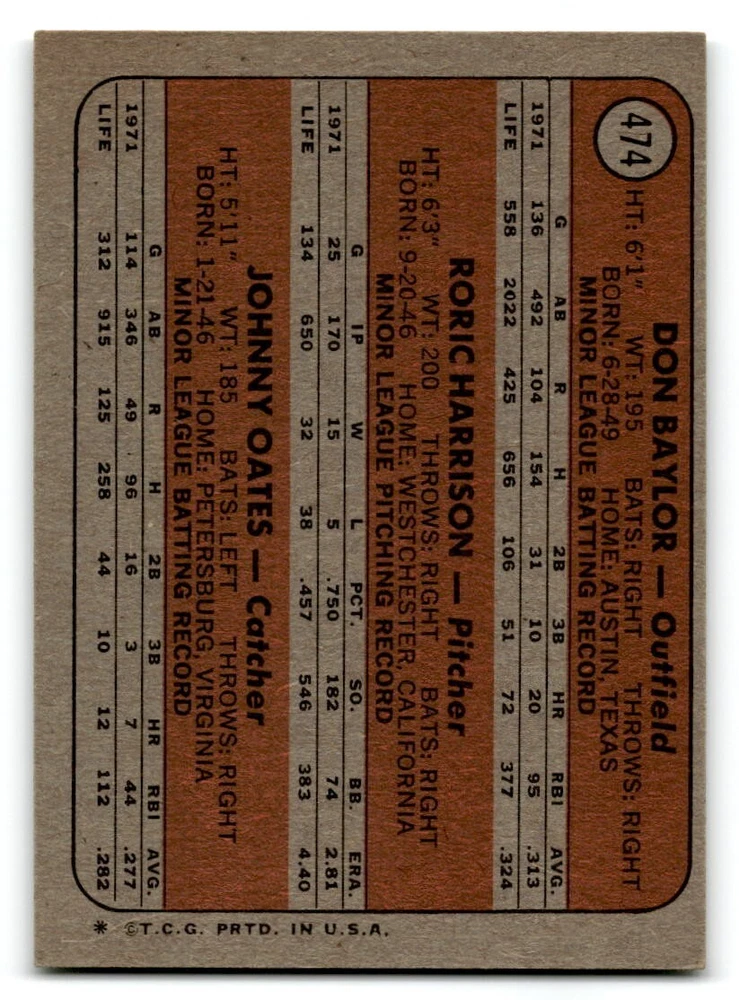 474
DON BAYLOR — Outfield
HT: 6'1" WT: 195 BATS: RIGHT THROWS: RIGHT
BORN: 6-28-49 HOME: AUSTIN, TEXAS
MINOR LEAGUE BATTING RECORD
G AB R H 2B 3B HR RBI AVG.
1971 136 492 104 154 31 10 20 95 .313
LIFE 558 2022 425 656 106 51 72 377 .324
RORIC HARRISON — Pitcher
HT: 6'3" WT: 200 THROWS: RIGHT BATS: RIGHT
BORN: 9-20-46 HOME: WESTCHESTER, CALIFORNIA
MINOR LEAGUE PITCHING RECORD
G IP W L PCT. SO. BB. ERA.
1971 25 170 15 5 .750 182 74 2.81
LIFE 134 650 32 38 .457 546 383 4.40
JOHNNY OATES — Catcher
HT: 5'11" WT: 185 BATS: LEFT THROWS: RIGHT
BORN: 1-21-46 HOME: PETERSBURG, VIRGINIA
MINOR LEAGUE BATTING RECORD
G AB R H 2B 3B HR RBI AVG.
1971 114 346 49 96 16 3 7 44 .277
LIFE 312 915 125 258 44 10 12 112 .282
* ©T.C.G. PRTD. IN U.S.A.